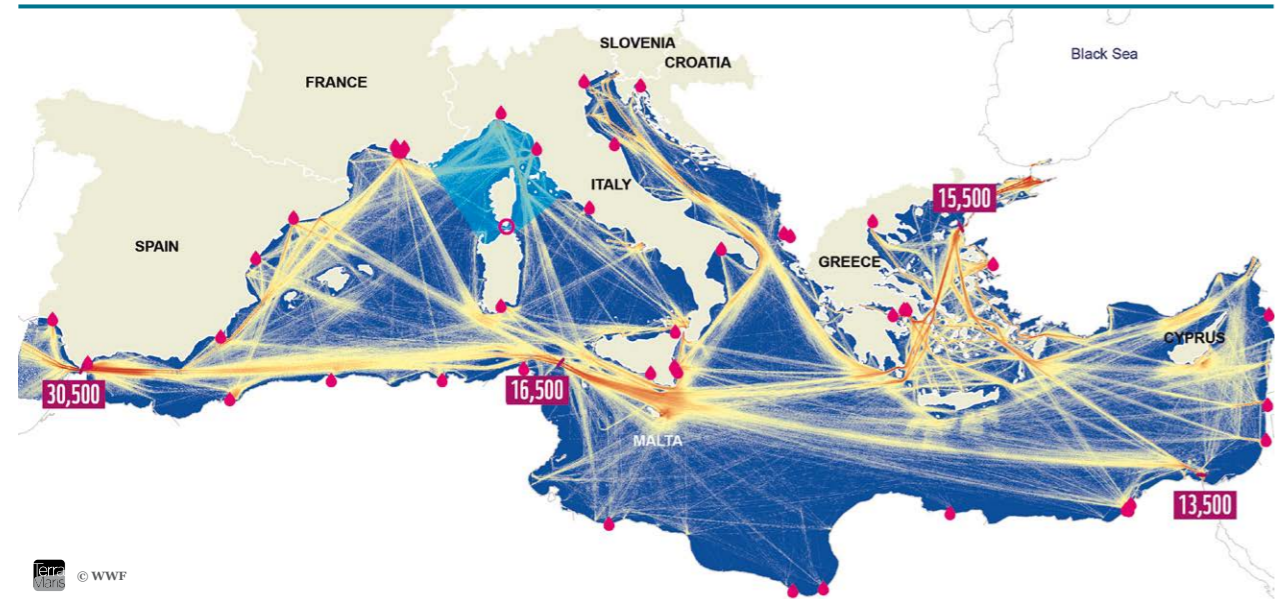 SLOVENIA
CROATIA
Black Sea
FRANCE
ITALY
15,500
SPAIN
GREECE
CYPRUS
30,500
16,500
MALTA
13,500
Terra
Maris
© WWF